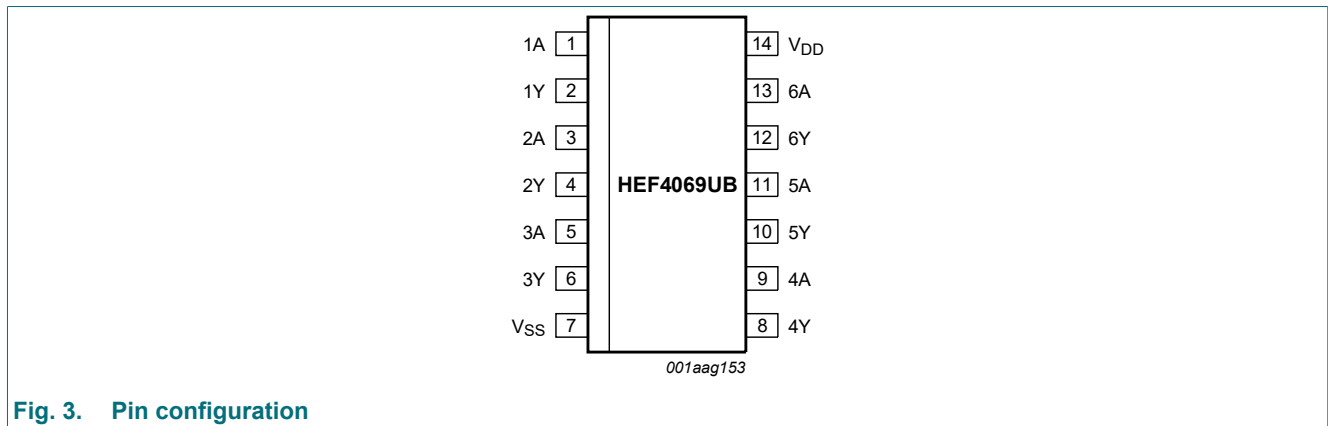 1A 1 14 VDD
1Y 2 13 6A
2A 3 12 6Y
2Y 4 HEF4069UB 11 5A
3A 5 10 5Y
3Y 6 9 4A
VSS 7 8 4Y
001aag153
Fig. 3. Pin configuration